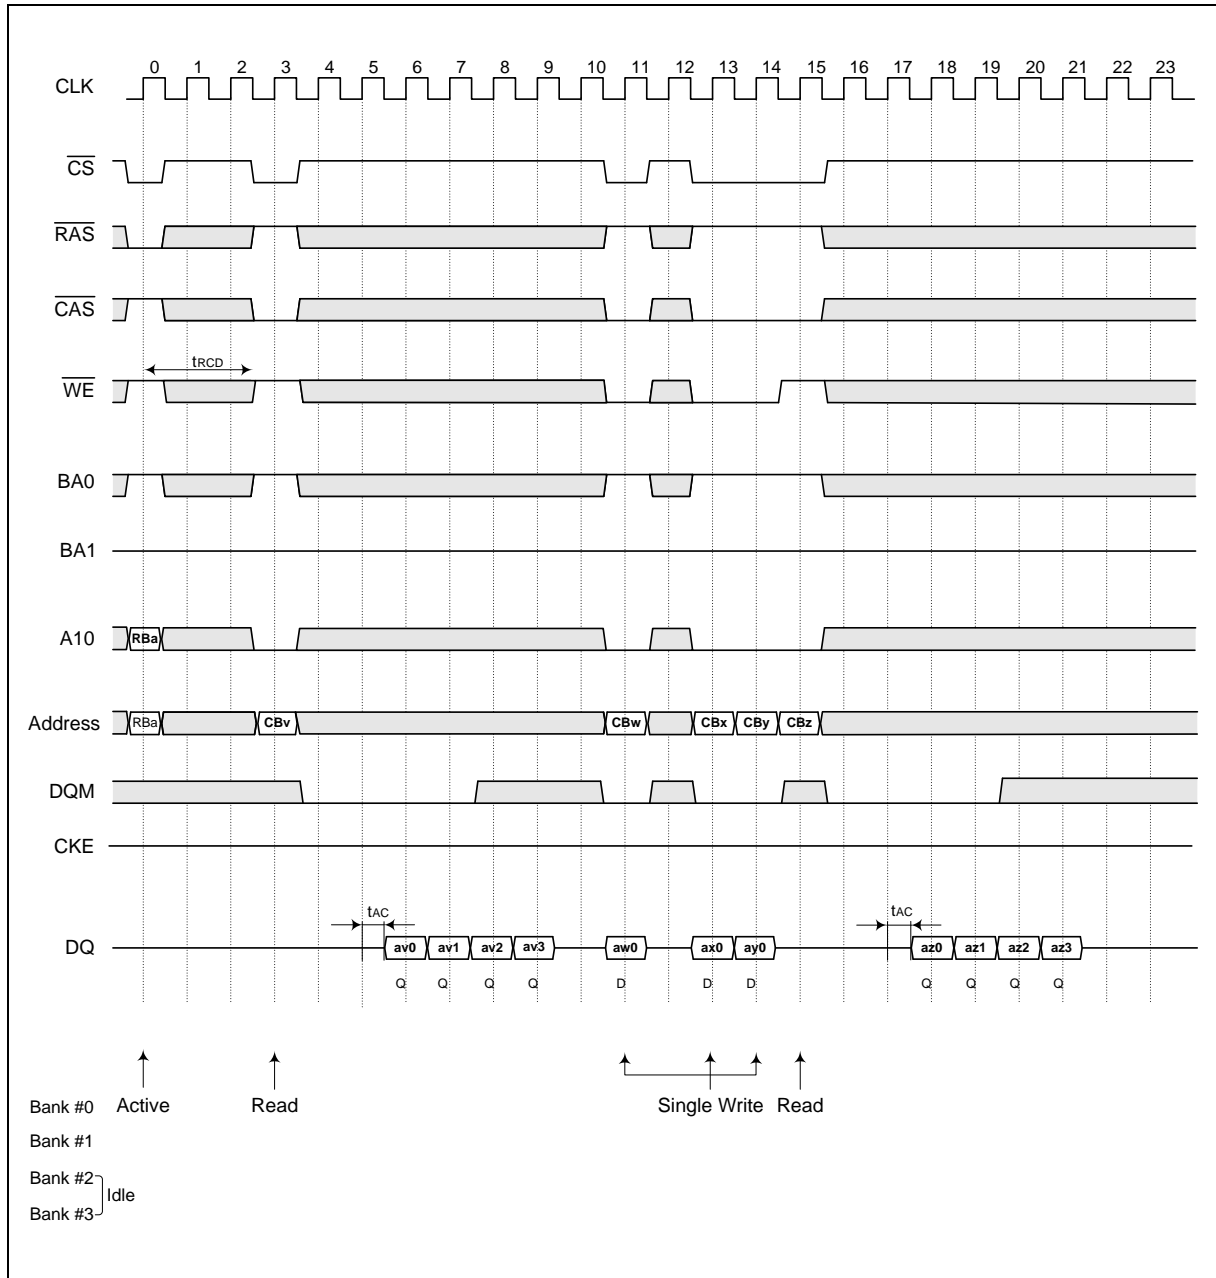 0 1 2 3 4 5 6 7 8 9 10 11 12 13 14 15 16 17 18 19 20 21 22 23
CLK
CS
RAS
CAS
tRCD
WE
BA0
BA1
A10 RBa
Address RBa CBv CBw CBx CBy CBz
DQM
CKE
tAC tAC
DQ av0 av1 av2 av3 aw0 ax0 ay0 az0 az1 az2 az3
Q Q Q Q D D D Q Q Q Q
Bank #0 Active Read Single Write Read
Bank #1
Bank #2
Idle
Bank #3